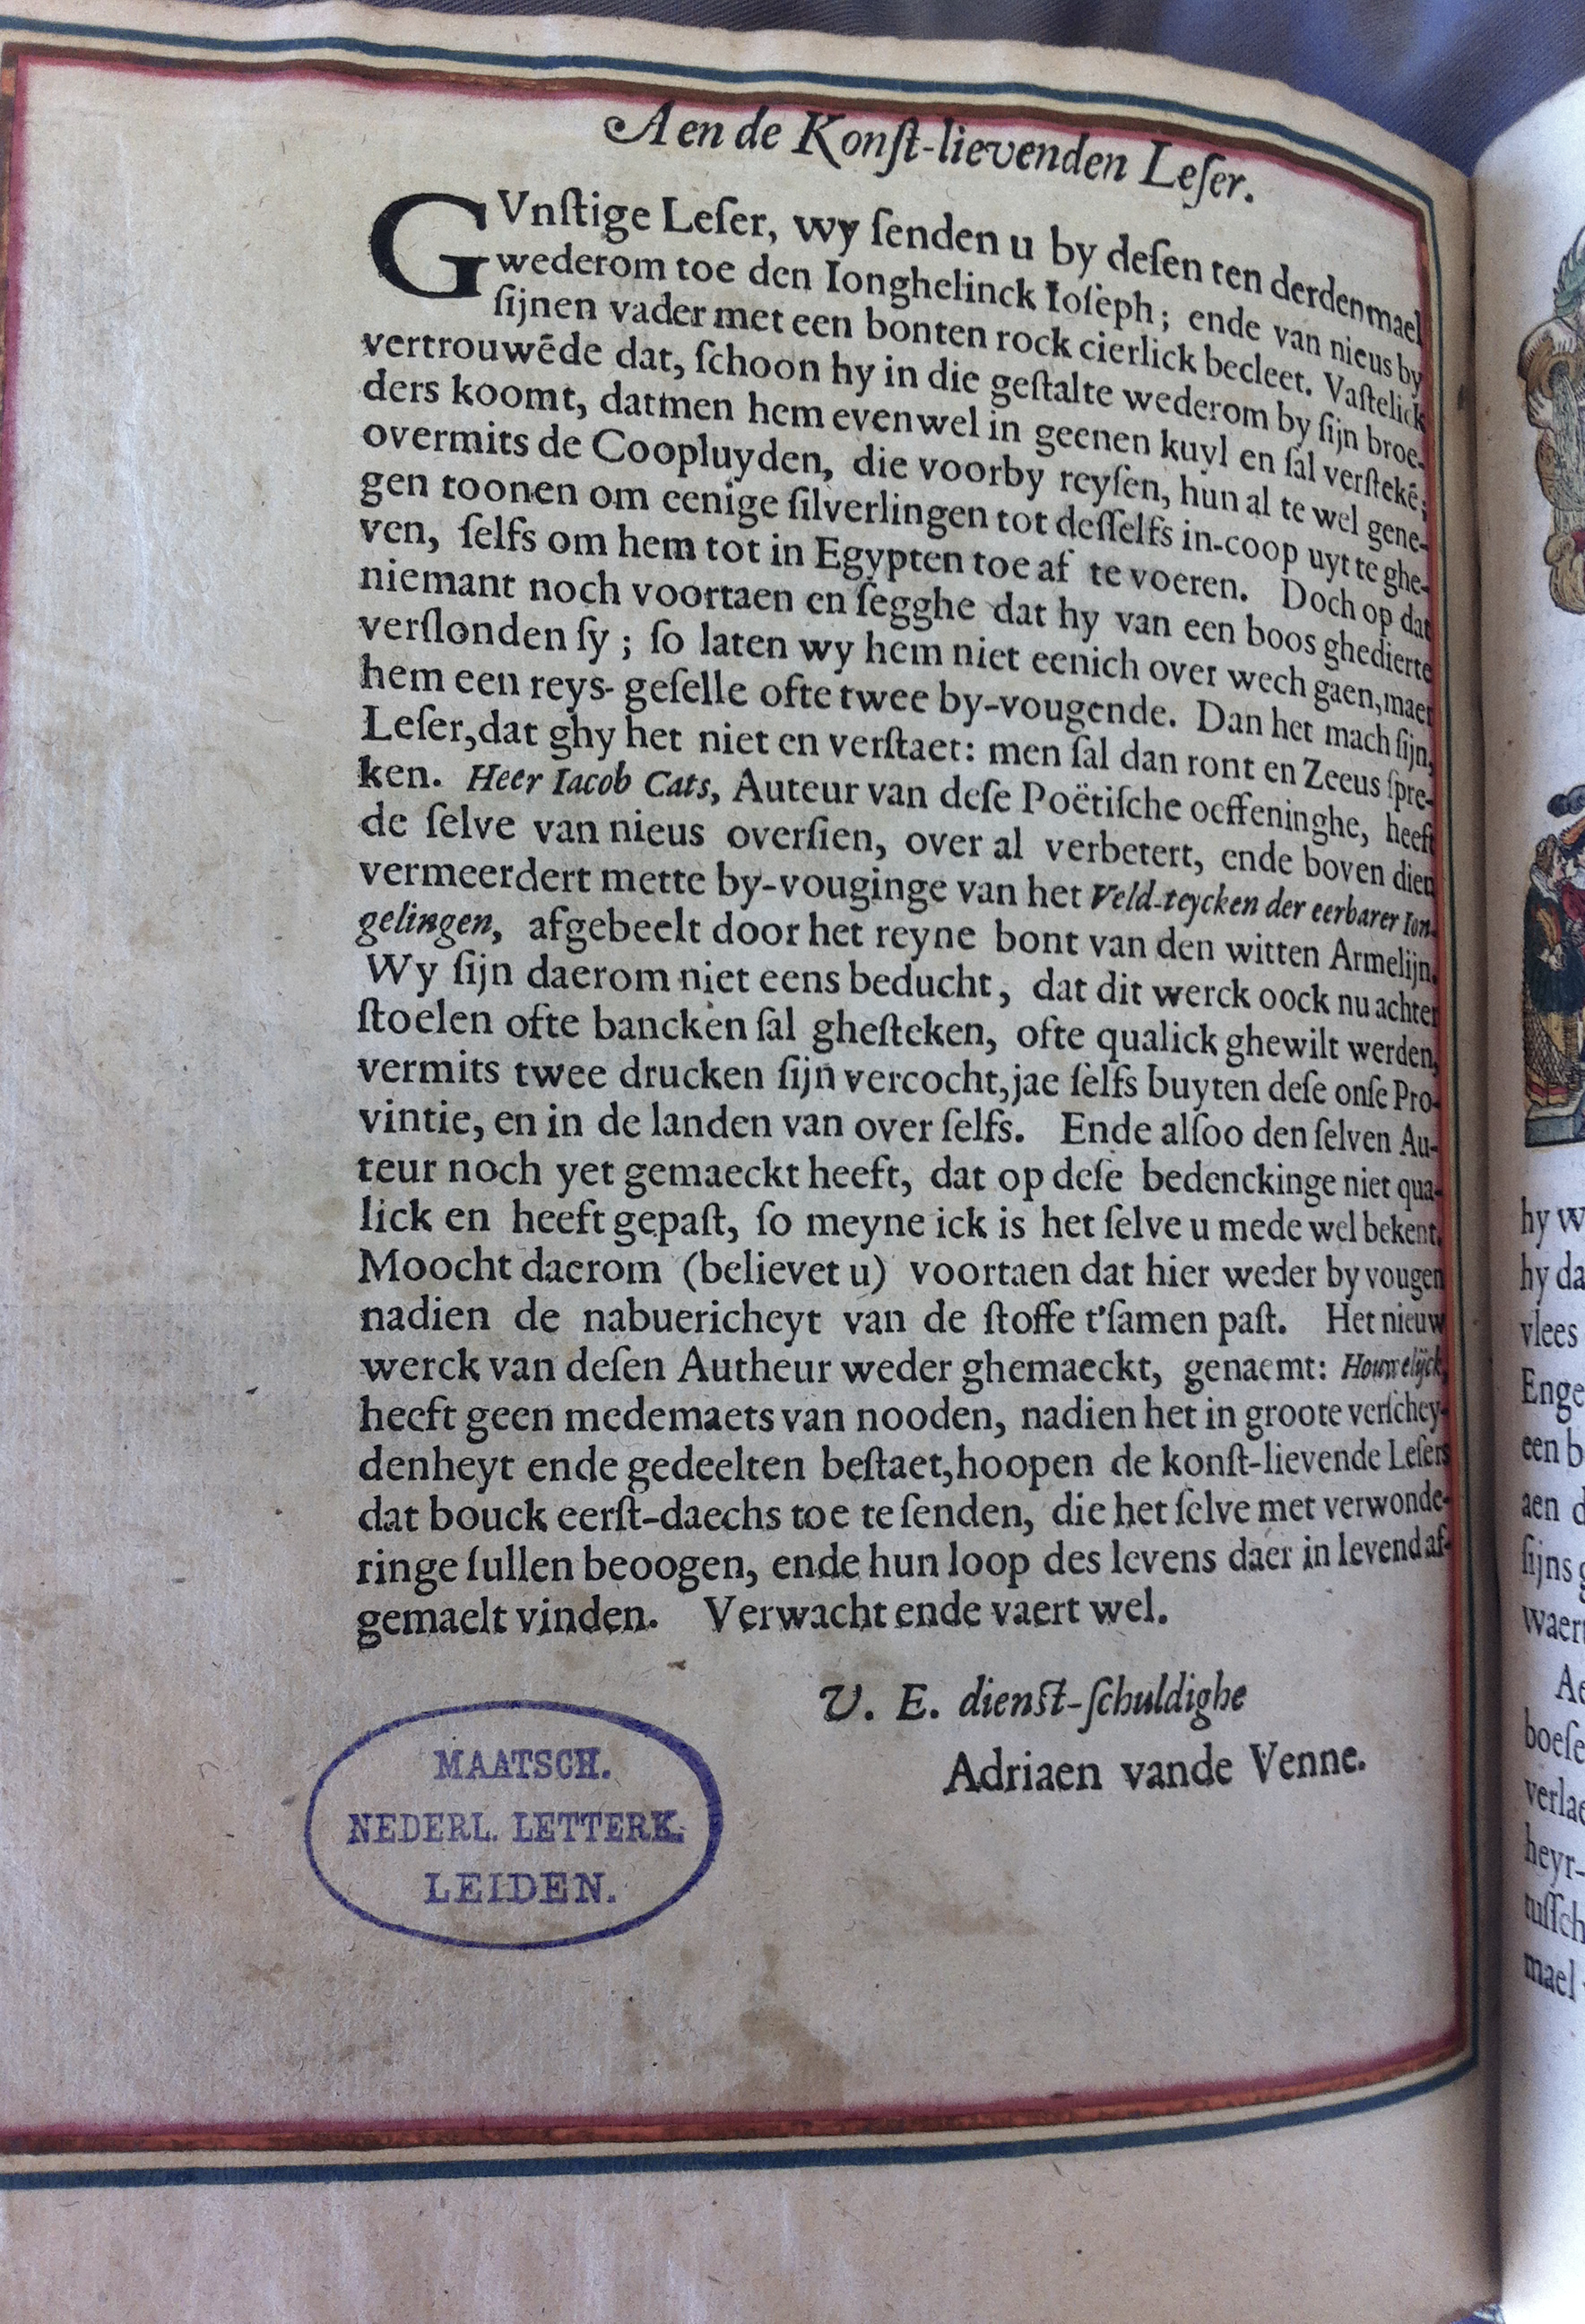 Aen de Konſt-lievenden Leſer.
GVnſtige Leſer, wy ſenden u by deſen ten derdenmael
wederom toe den Ionghelinck Ioſeph; ende van nieus by
ſijnen vader met een bonten rock cierlick becleet. Vaſtelick
vertrouwēde dat, ſchoon hy in die geſtalte wederom by ſijn broe-
ders koomt, datmen hem evenwel in geenen kuyl en ſal verſtekē;
overmits de Coopluyden, die voorby reyſen, hun al te wel gene-
gen toonen om eenige ſilverlingen tot deſſelfs in-coop uyt te ghe-
ven, ſelfs om hem tot in Egypten toe af te voeren. Doch op dat
niemant noch voortaen en ſegghe dat hy van een boos ghedierte
verſlonden ſy; ſo laten wy hem niet eenich over wech gaen, maer
hem een reys-geſelle ofte twee by-vougende. Dan het mach ſijn,
Leſer, dat ghy het niet en verſtaet: men ſal dan ront en Zeeus ſpre-
ken. Heer Iacob Cats, Auteur van deſe Poëtiſche oeffeninghe, heeft
de ſelve van nieus overſien, over al verbetert, ende boven dien
vermeerdert mette by-vouginge van het Veld-teycken der eerbarer Ion-
gelingen, afgebeelt door het reyne bont van den witten Armelijn.
Wy ſijn daerom niet eens beducht, dat dit werck oock nu achter
ſtoelen ofte bancken ſal gheſteken, ofte qualick ghewilt werden,
vermits twee drucken ſijn vercocht, jae ſelfs buyten deſe onſe Pro-
vintie, en in de landen van over ſelfs. Ende alſoo den ſelven Au-
teur noch yet gemaeckt heeft, dat op deſe bedenckinge niet qua-
lick en heeft gepaſt, ſo meyne ick is het ſelve u mede wel bekent.
Moocht daerom (believet u) voortaen dat hier weder by vougen
nadien de nabuericheyt van de ſtoffe t'ſamen paſt. Het nieuw
werck van deſen Autheur weder ghemaeckt, genaemt: Houwelijck,
heeft geen medemaets van nooden, nadien het in groote verſchey-
denheyt ende gedeelten beſtaet, hoopen de konſt-lievende Leſers
dat bouck eerſt-daechs toe te ſenden, die het ſelve met verwonde-
ringe ſullen beoogen, ende hun loop des levens daer in levend af-
gemaelt vinden. Verwacht ende vaert wel.
V. E. dienſt-ſchuldighe
Adriaen vande Venne.
MAATSCH.
NEDERL. LETTERK.
LEIDEN.
hy w
hy da
vlees
Enge
een b
aen d
ſijns g
Waert
Ae
boeſe
verlae
heyr-
tuſſch
mael